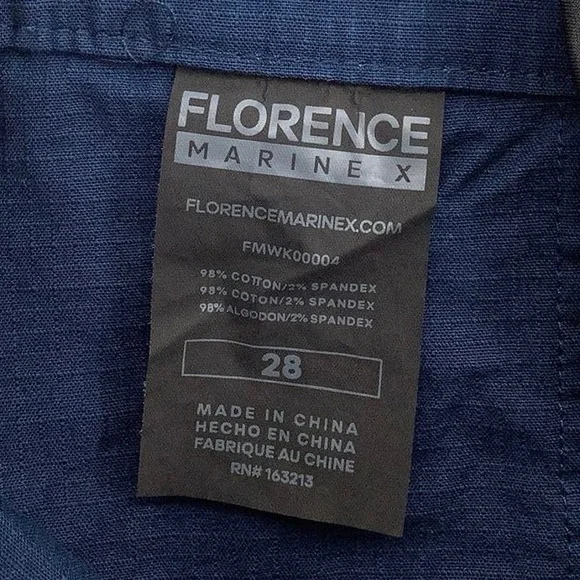 FLORENCE
MARINE X
FLORENCEMARINEX.COM
FMWK00004
98% COTTON/2% SPANDEX
98% COTON/2% SPANDEX
98% ALGODON/2% SPANDEX
28
MADE IN CHINA
HECHO EN CHINA
FABRIQUE AU CHINE
RN# 163213